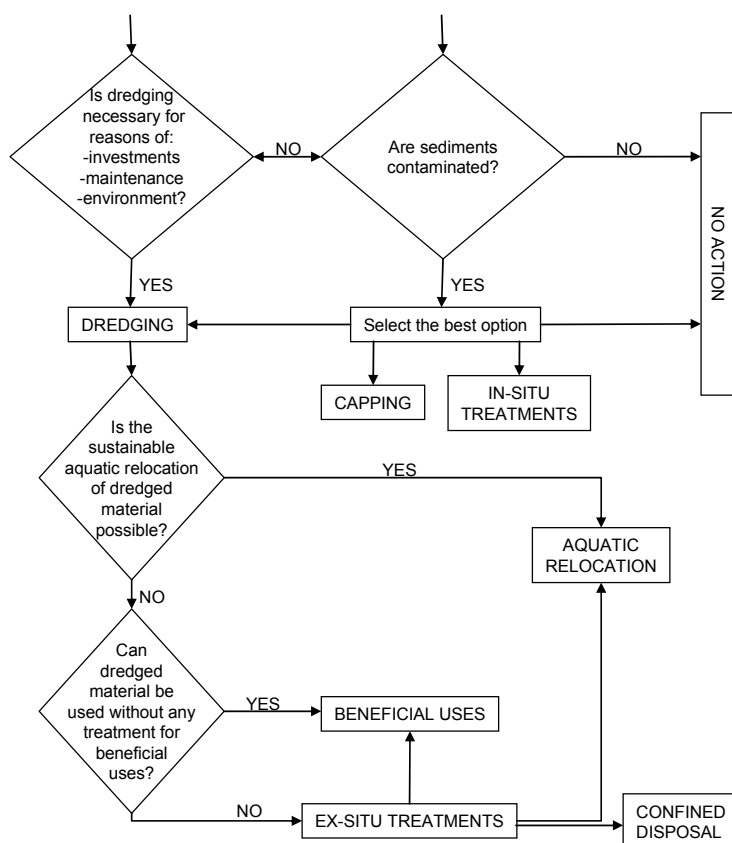 Is dredging
necessary for
reasons of:
-investments
-maintenance
-environment?
NO
Are sediments
contaminated?
NO
NO ACTION
YES
YES
DREDGING
Select the best option
CAPPING
IN-SITU
TREATMENTS
Is the
sustainable
aquatic relocation
of dredged
material
possible?
YES
AQUATIC
RELOCATION
NO
Can
dredged
material be
used without any
treatment for
beneficial
uses?
YES
BENEFICIAL USES
NO
EX-SITU TREATMENTS
CONFINED
DISPOSAL